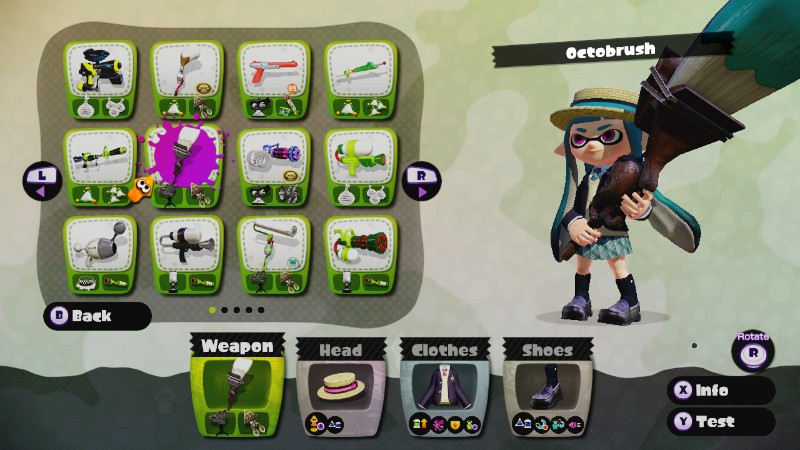 Octobrush
L
R
B Back
Weapon
Head
Clothes
Shoes
Rotate
R
X Info
Y Test